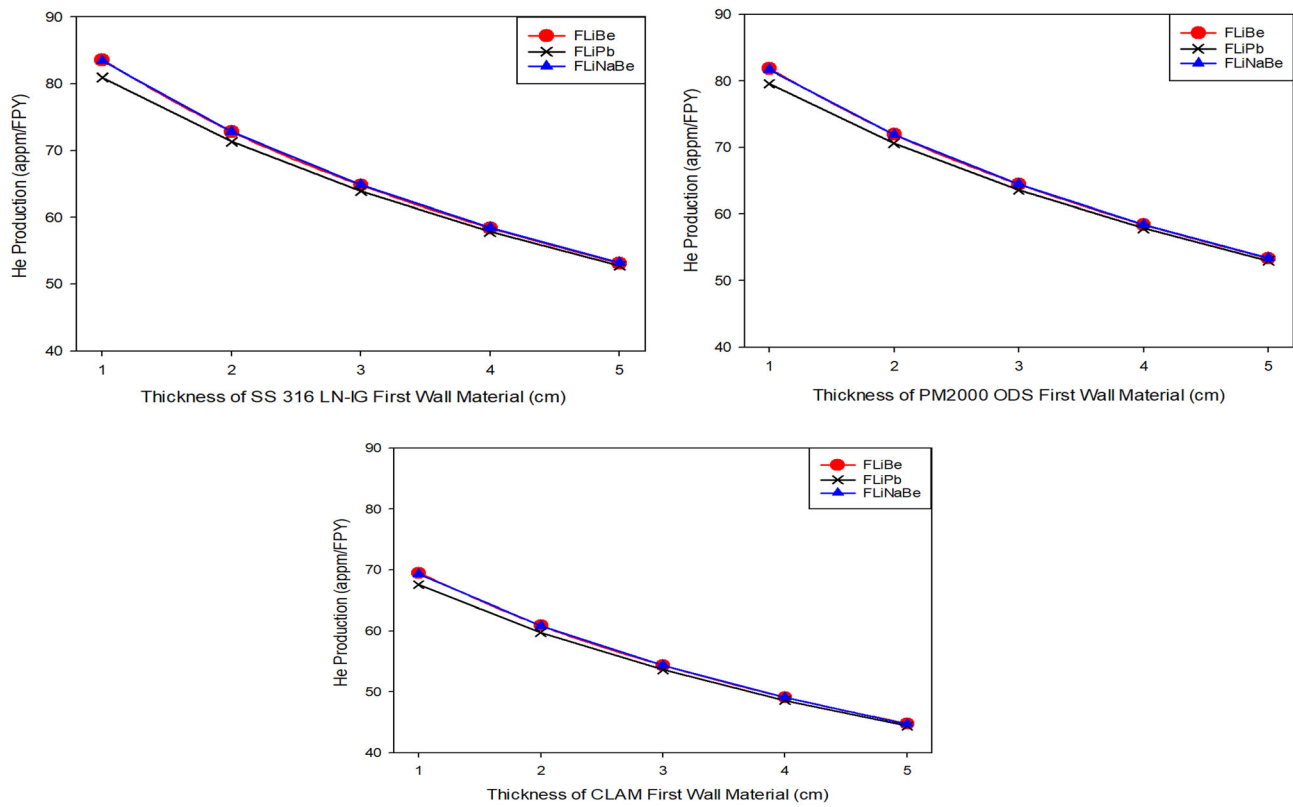 90
80
70
60
50
40
He Production (appm/FPY)
FLiBe
FLiPb
FLiNaBe
1 2 3 4 5
Thickness of SS 316 LN-IG First Wall Material (cm)
90
80
70
60
50
40
He Production (appm/FPY)
FLiBe
FLiPb
FLiNaBe
1 2 3 4 5
Thickness of PM2000 ODS First Wall Material (cm)
90
80
70
60
50
40
He Production (appm/FPY)
FLiBe
FLiPb
FLiNaBe
1 2 3 4 5
Thickness of CLAM First Wall Material (cm)